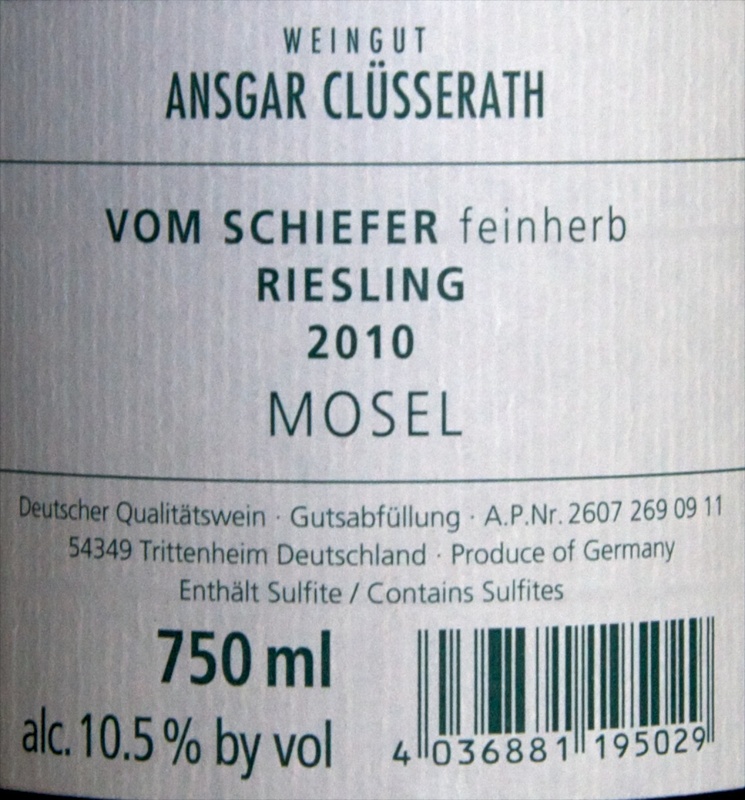 WEINGUT
ANSGAR CLÜSSERATH
VOM SCHIEFER feinherb
RIESLING
2010
MOSEL
Deutscher Qualitätswein · Gutsabfüllung · A.P.Nr. 2607 269 09 11
54349 Trittenheim Deutschland · Produce of Germany
Enthält Sulfite / Contains Sulfites
750 ml
alc. 10.5 % by vol
4 036881 195029